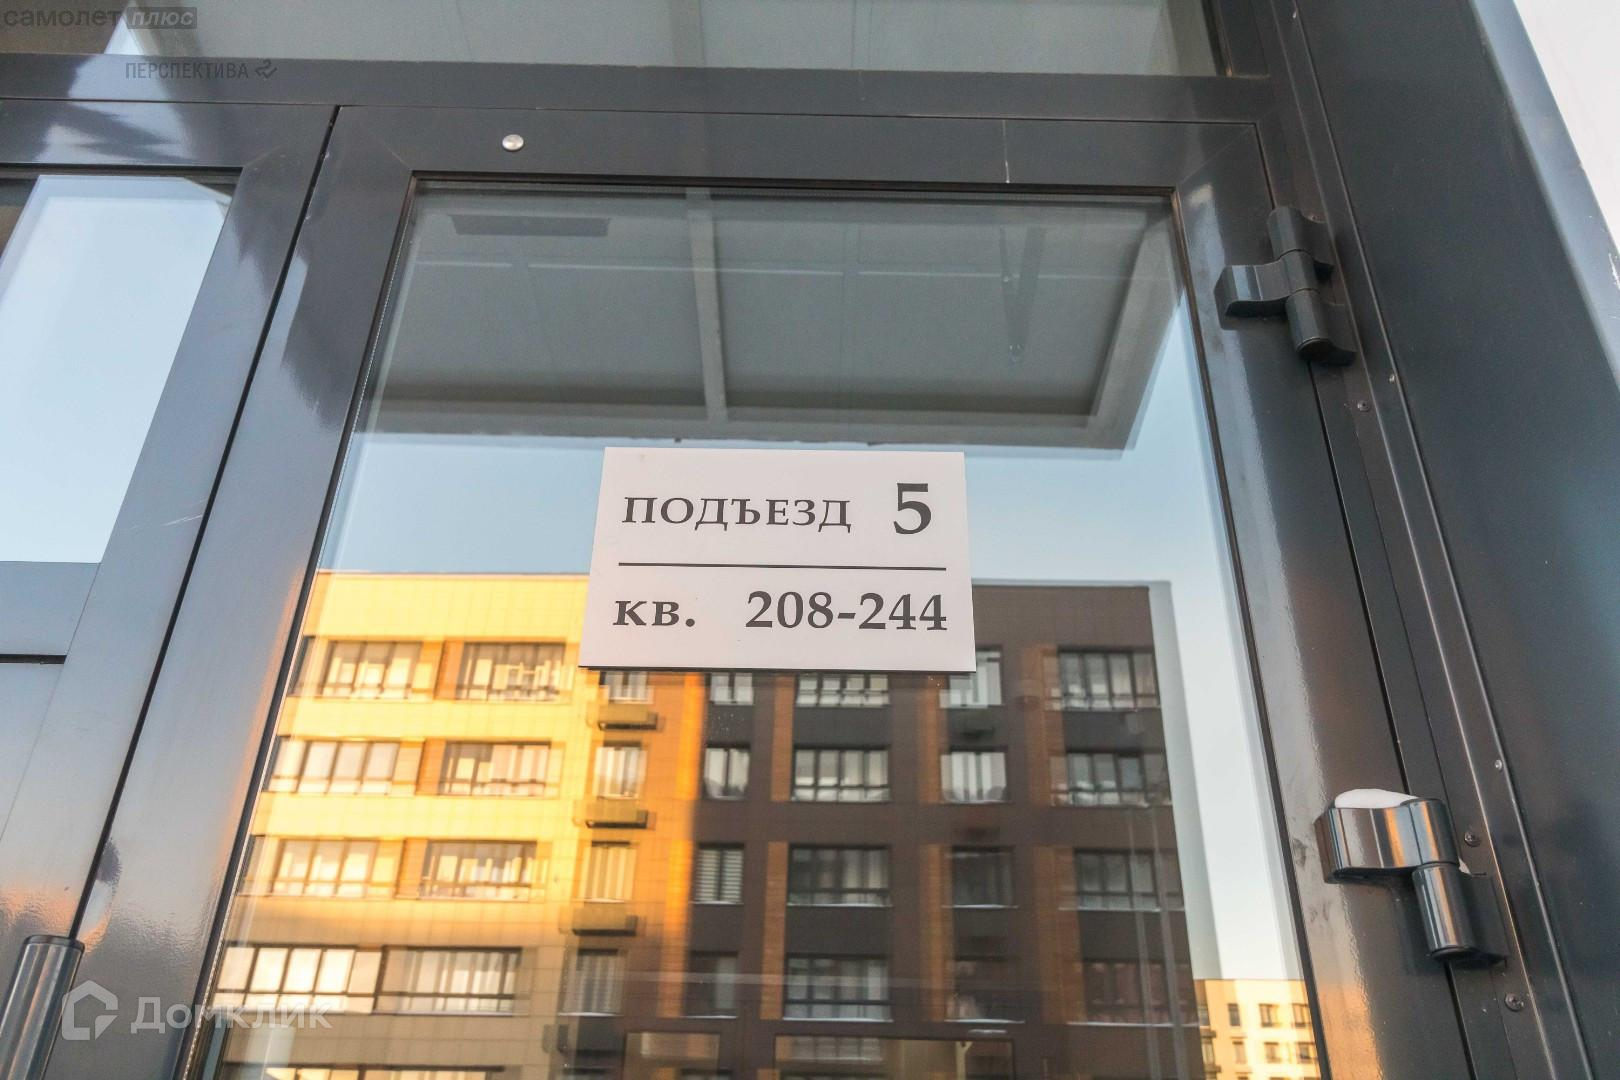 самолет плюс
ПЕРСПЕКТИВА
ПОДЪЕЗД 5
КВ. 208-244
Домклик